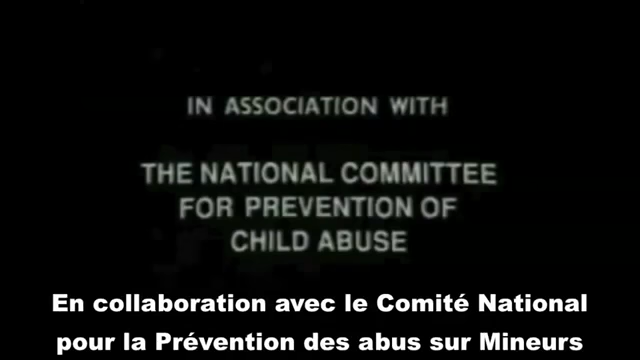 IN ASSOCIATION WITH
THE NATIONAL COMMITTEE
FOR PREVENTION OF
CHILD ABUSE
En collaboration avec le Comité National
pour la Prévention des abus sur Mineurs